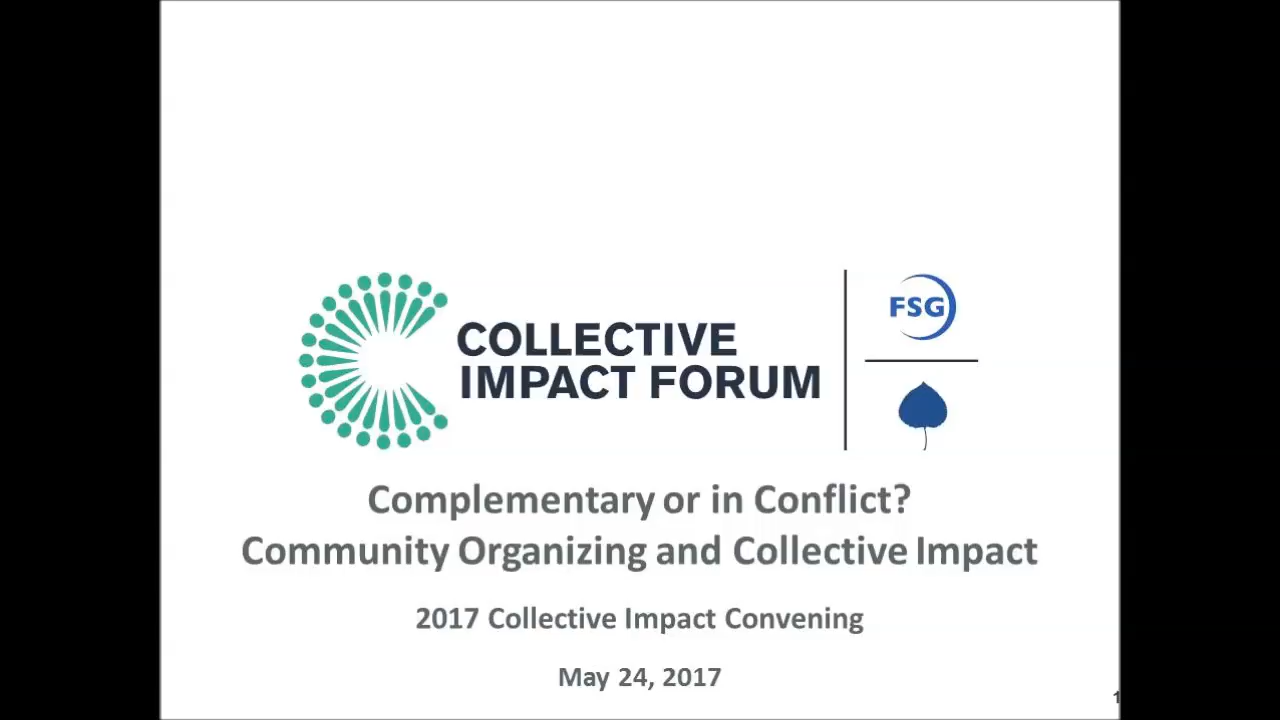 COLLECTIVE
IMPACT FORUM
FSG
Complementary or in Conflict?
Community Organizing and Collective Impact
2017 Collective Impact Convening
May 24, 2017
1